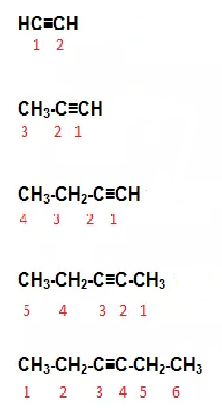 HC≡CH
1 2
CH₃-C≡CH
3 2 1
CH₃-CH₂-C≡CH
4 3 2 1
CH₃-CH₂-C≡C-CH₃
5 4 3 2 1
CH₃-CH₂-C≡C-CH₂-CH₃
1 2 3 4 5 6